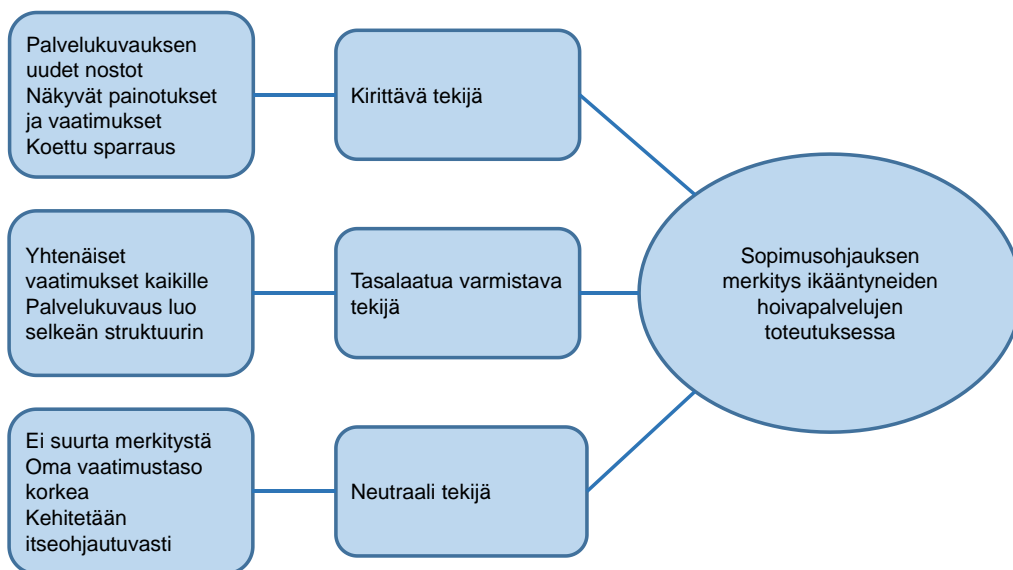 Palvelukuvauksen
uudet nostot
Näkyvät painotukset
ja vaatimukset
Koettu sparraus
Kirittävä tekijä
Yhtenäiset
vaatimukset kaikille
Palvelukuvaus luo
selkeän struktuurin
Tasalaatua varmistava
tekijä
Ei suurta merkitystä
Oma vaatimustaso
korkea
Kehitetään
itseohjautuvasti
Neutraali tekijä
Sopimusohjauksen
merkitys ikääntyneiden
hoivapalvelujen
toteutuksessa